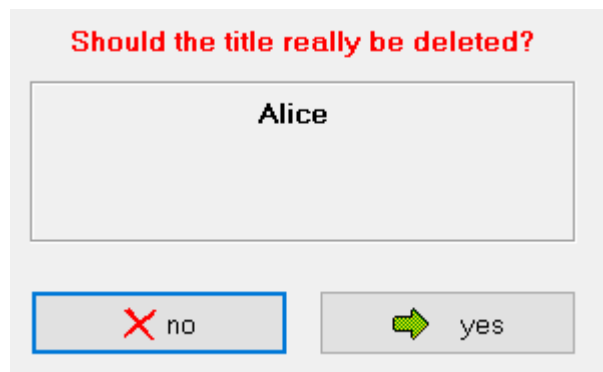 Should the title really be deleted?
Alice
no
yes